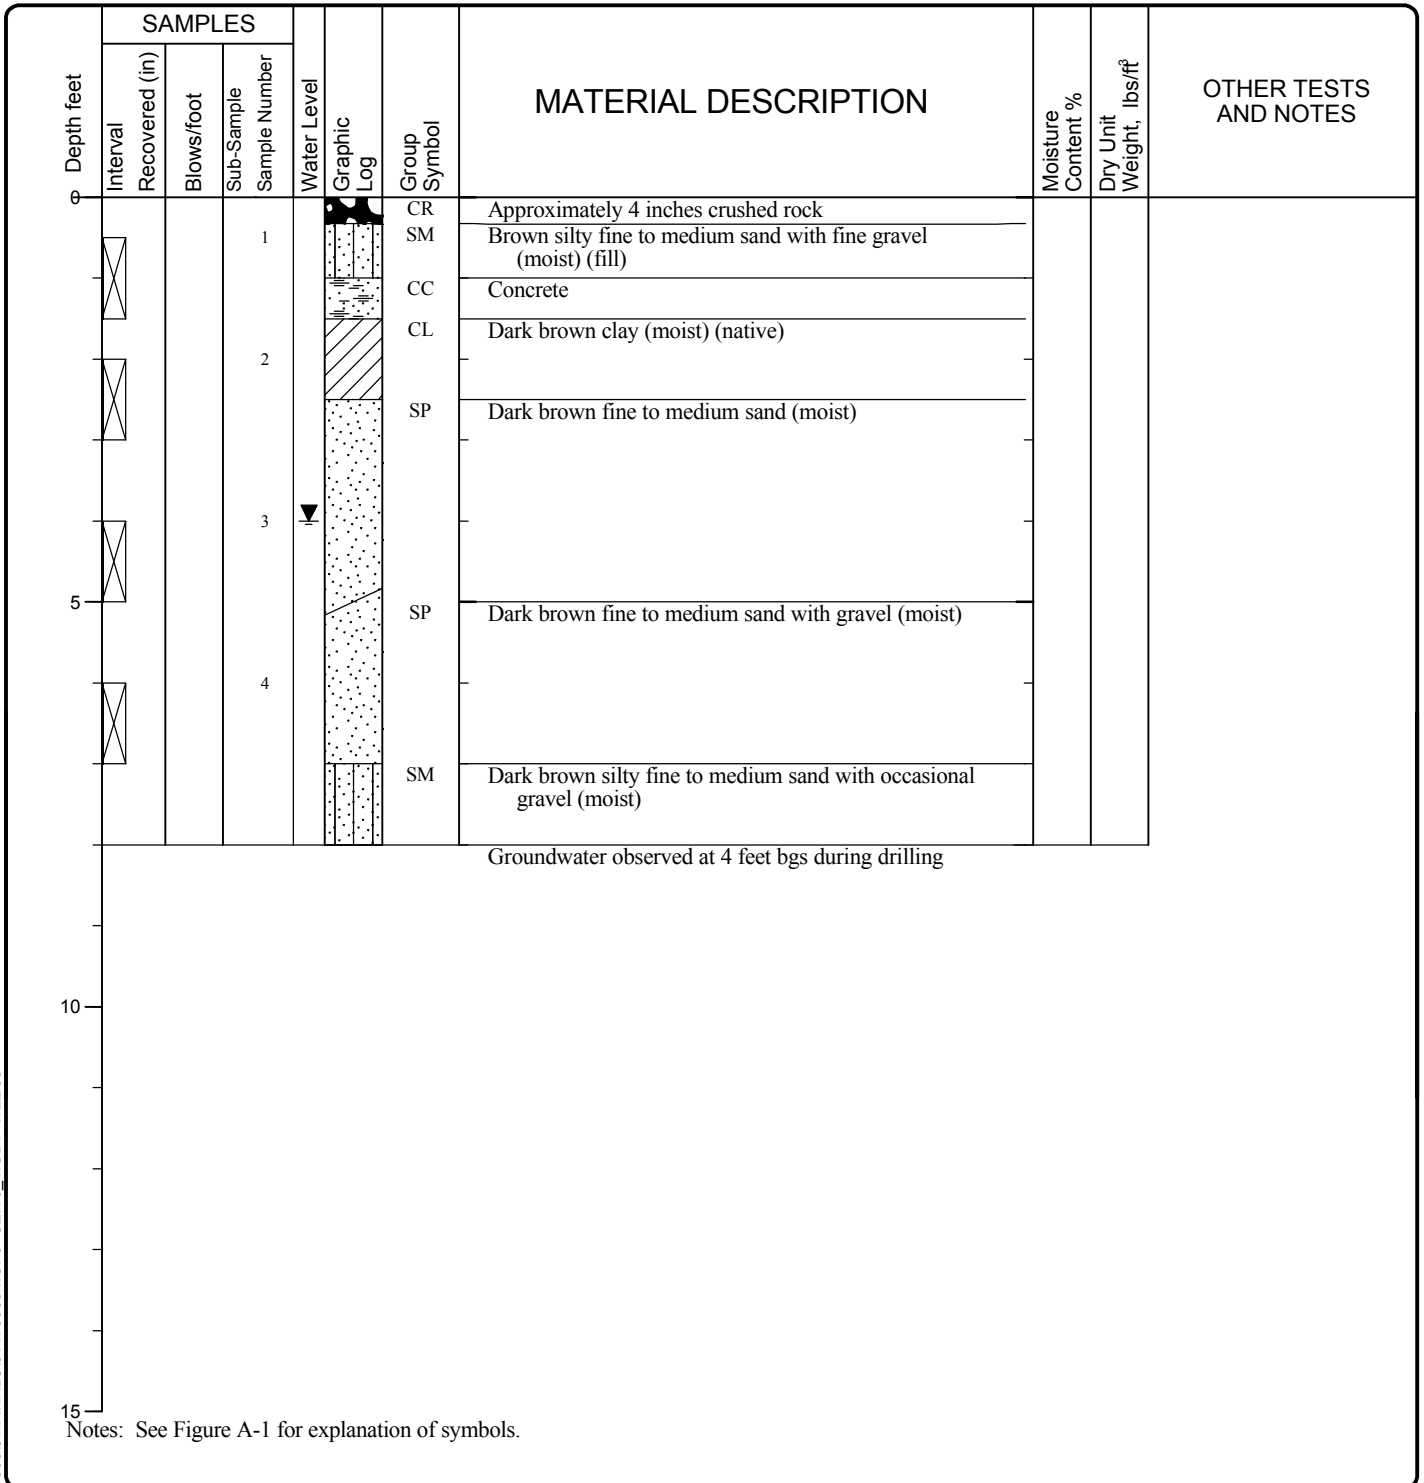 SAMPLES
Depth feet
Interval
Recovered (in)
Blows/foot
Sub-Sample
Sample Number
Water Level
Graphic
Log
Group
Symbol
MATERIAL DESCRIPTION
Moisture
Content %
Dry Unit
Weight, lbs/ft3
OTHER TESTS
AND NOTES
0
CR Approximately 4 inches crushed rock
1 SM Brown silty fine to medium sand with fine gravel
(moist) (fill)
CC Concrete
CL Dark brown clay (moist) (native)
2
SP Dark brown fine to medium sand (moist)
3
5
SP Dark brown fine to medium sand with gravel (moist)
4
SM Dark brown silty fine to medium sand with occasional
gravel (moist)
Groundwater observed at 4 feet bgs during drilling
10
15
Notes: See Figure A-1 for explanation of symbols.